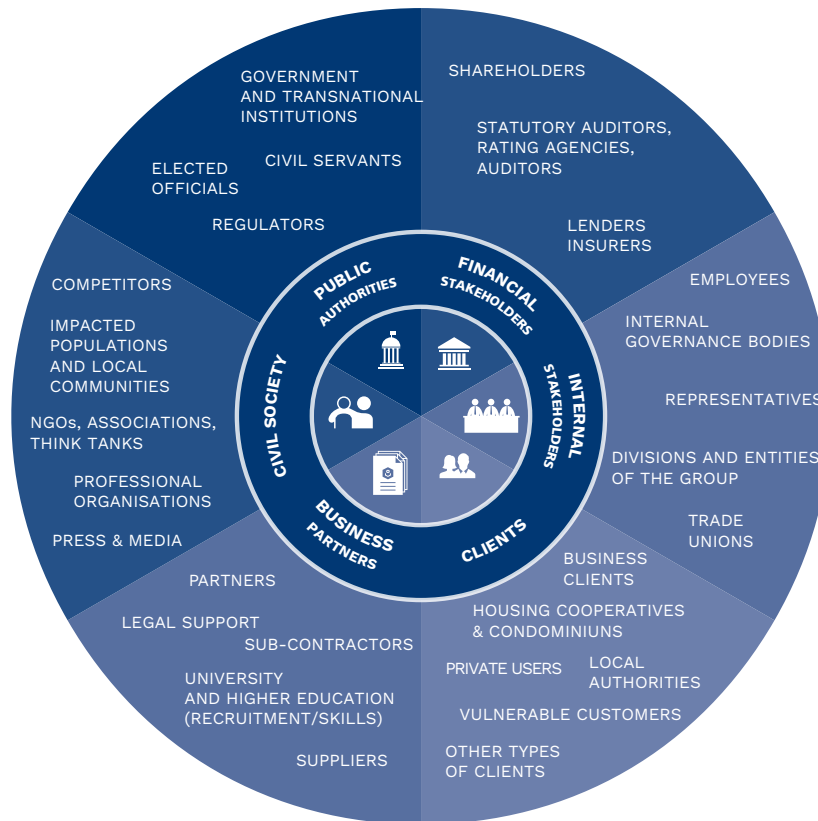 GOVERNMENT
AND TRANSNATIONAL
INSTITUTIONS
CIVIL SERVANTS
ELECTED
OFFICIALS
REGULATORS
SHAREHOLDERS
STATUTORY AUDITORS,
RATING AGENCIES,
AUDITORS
LENDERS
INSURERS
EMPLOYEES
INTERNAL
GOVERNANCE BODIES
REPRESENTATIVES
DIVISIONS AND ENTITIES
OF THE GROUP
TRADE
UNIONS
BUSINESS
CLIENTS
HOUSING COOPERATIVES
& CONDOMINIUNS
PRIVATE USERS
LOCAL
AUTHORITIES
VULNERABLE CUSTOMERS
OTHER TYPES
OF CLIENTS
PARTNERS
LEGAL SUPPORT
SUB-CONTRACTORS
UNIVERSITY
AND HIGHER EDUCATION
(RECRUITMENT/SKILLS)
SUPPLIERS
COMPETITORS
IMPACTED
POPULATIONS
AND LOCAL
COMMUNITIES
NGOs, ASSOCIATIONS,
THINK TANKS
PROFESSIONAL
ORGANISATIONS
PRESS & MEDIA
PUBLIC
AUTHORITIES
FINANCIAL
STAKEHOLDERS
INTERNAL
STAKEHOLDERS
CLIENTS
BUSINESS
PARTNERS
CIVIL SOCIETY